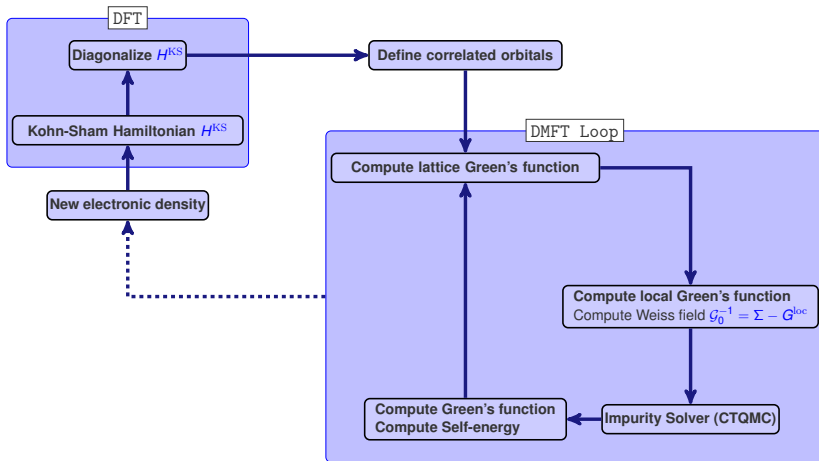 DFT
Diagonalize H^KS
Define correlated orbitals
Kohn-Sham Hamiltonian H^KS
DMFT Loop
Compute lattice Green's function
New electronic density
Compute local Green's function
Compute Weiss field 𝒢₀⁻¹ = Σ − G^loc
Compute Green's function
Compute Self-energy
Impurity Solver (CTQMC)